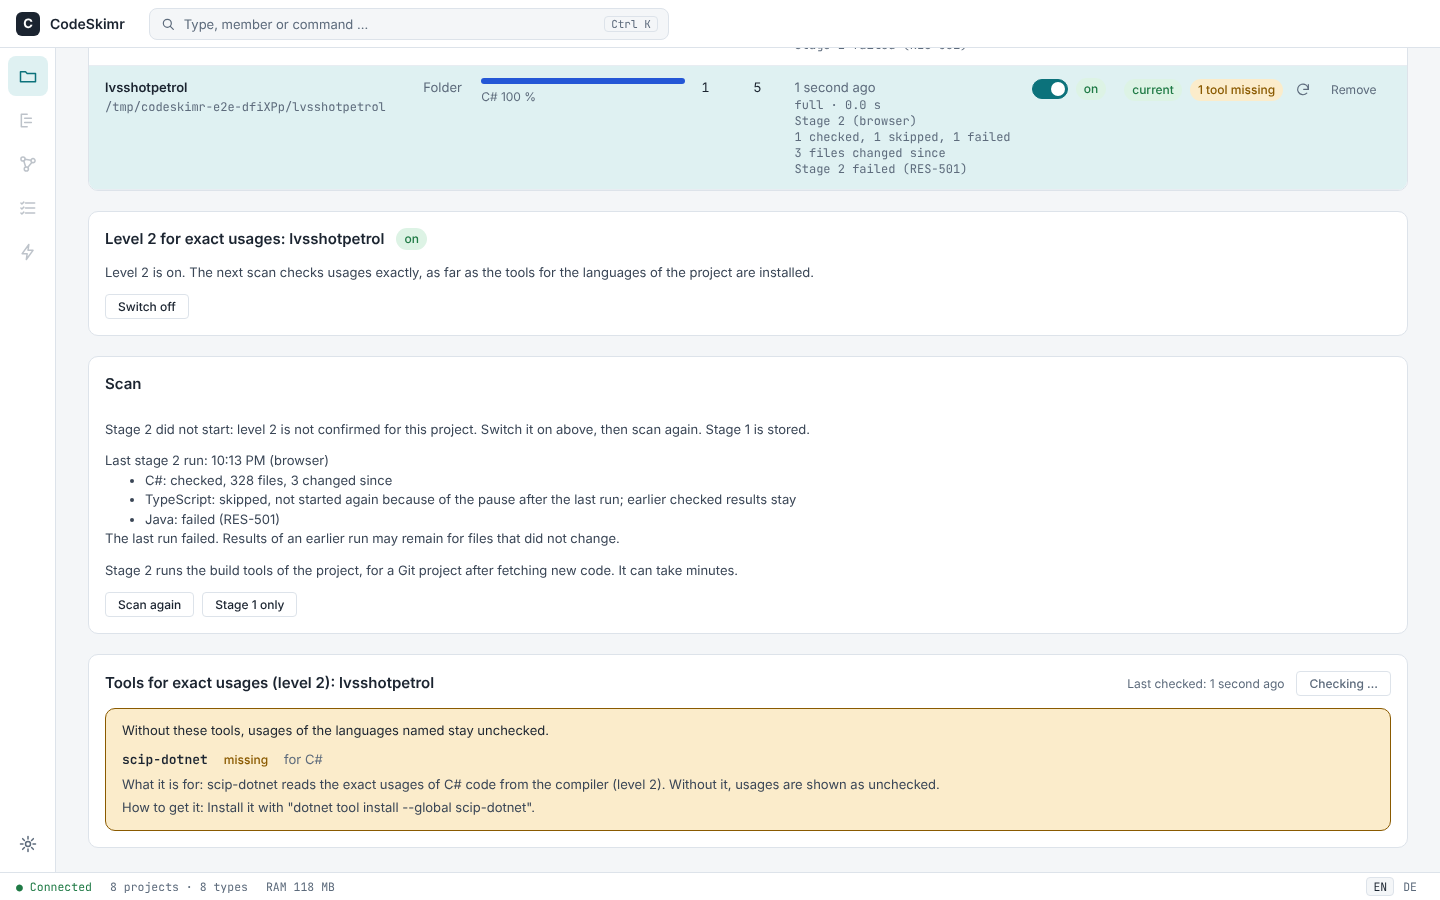 C CodeSkimr
Type, member or command ...
Ctrl K
lvsshotpetrol
/tmp/codeskimr-e2e-dfiXPp/lvsshotpetrol
Folder
C# 100 %
1
5
1 second ago
full · 0.0 s
Stage 2 (browser)
1 checked, 1 skipped, 1 failed
3 files changed since
Stage 2 failed (RES-501)
on
current
1 tool missing
Remove
Level 2 for exact usages: lvsshotpetrol on
Level 2 is on. The next scan checks usages exactly, as far as the tools for the languages of the project are installed.
Switch off
Scan
Stage 2 did not start: level 2 is not confirmed for this project. Switch it on above, then scan again. Stage 1 is stored.
Last stage 2 run: 10:13 PM (browser)
• C#: checked, 328 files, 3 changed since
• TypeScript: skipped, not started again because of the pause after the last run; earlier checked results stay
• Java: failed (RES-501)
The last run failed. Results of an earlier run may remain for files that did not change.
Stage 2 runs the build tools of the project, for a Git project after fetching new code. It can take minutes.
Scan again
Stage 1 only
Tools for exact usages (level 2): lvsshotpetrol
Last checked: 1 second ago
Checking ...
Without these tools, usages of the languages named stay unchecked.
scip-dotnet missing for C#
What it is for: scip-dotnet reads the exact usages of C# code from the compiler (level 2). Without it, usages are shown as unchecked.
How to get it: Install it with "dotnet tool install --global scip-dotnet".
● Connected
8 projects · 8 types
RAM 118 MB
EN
DE